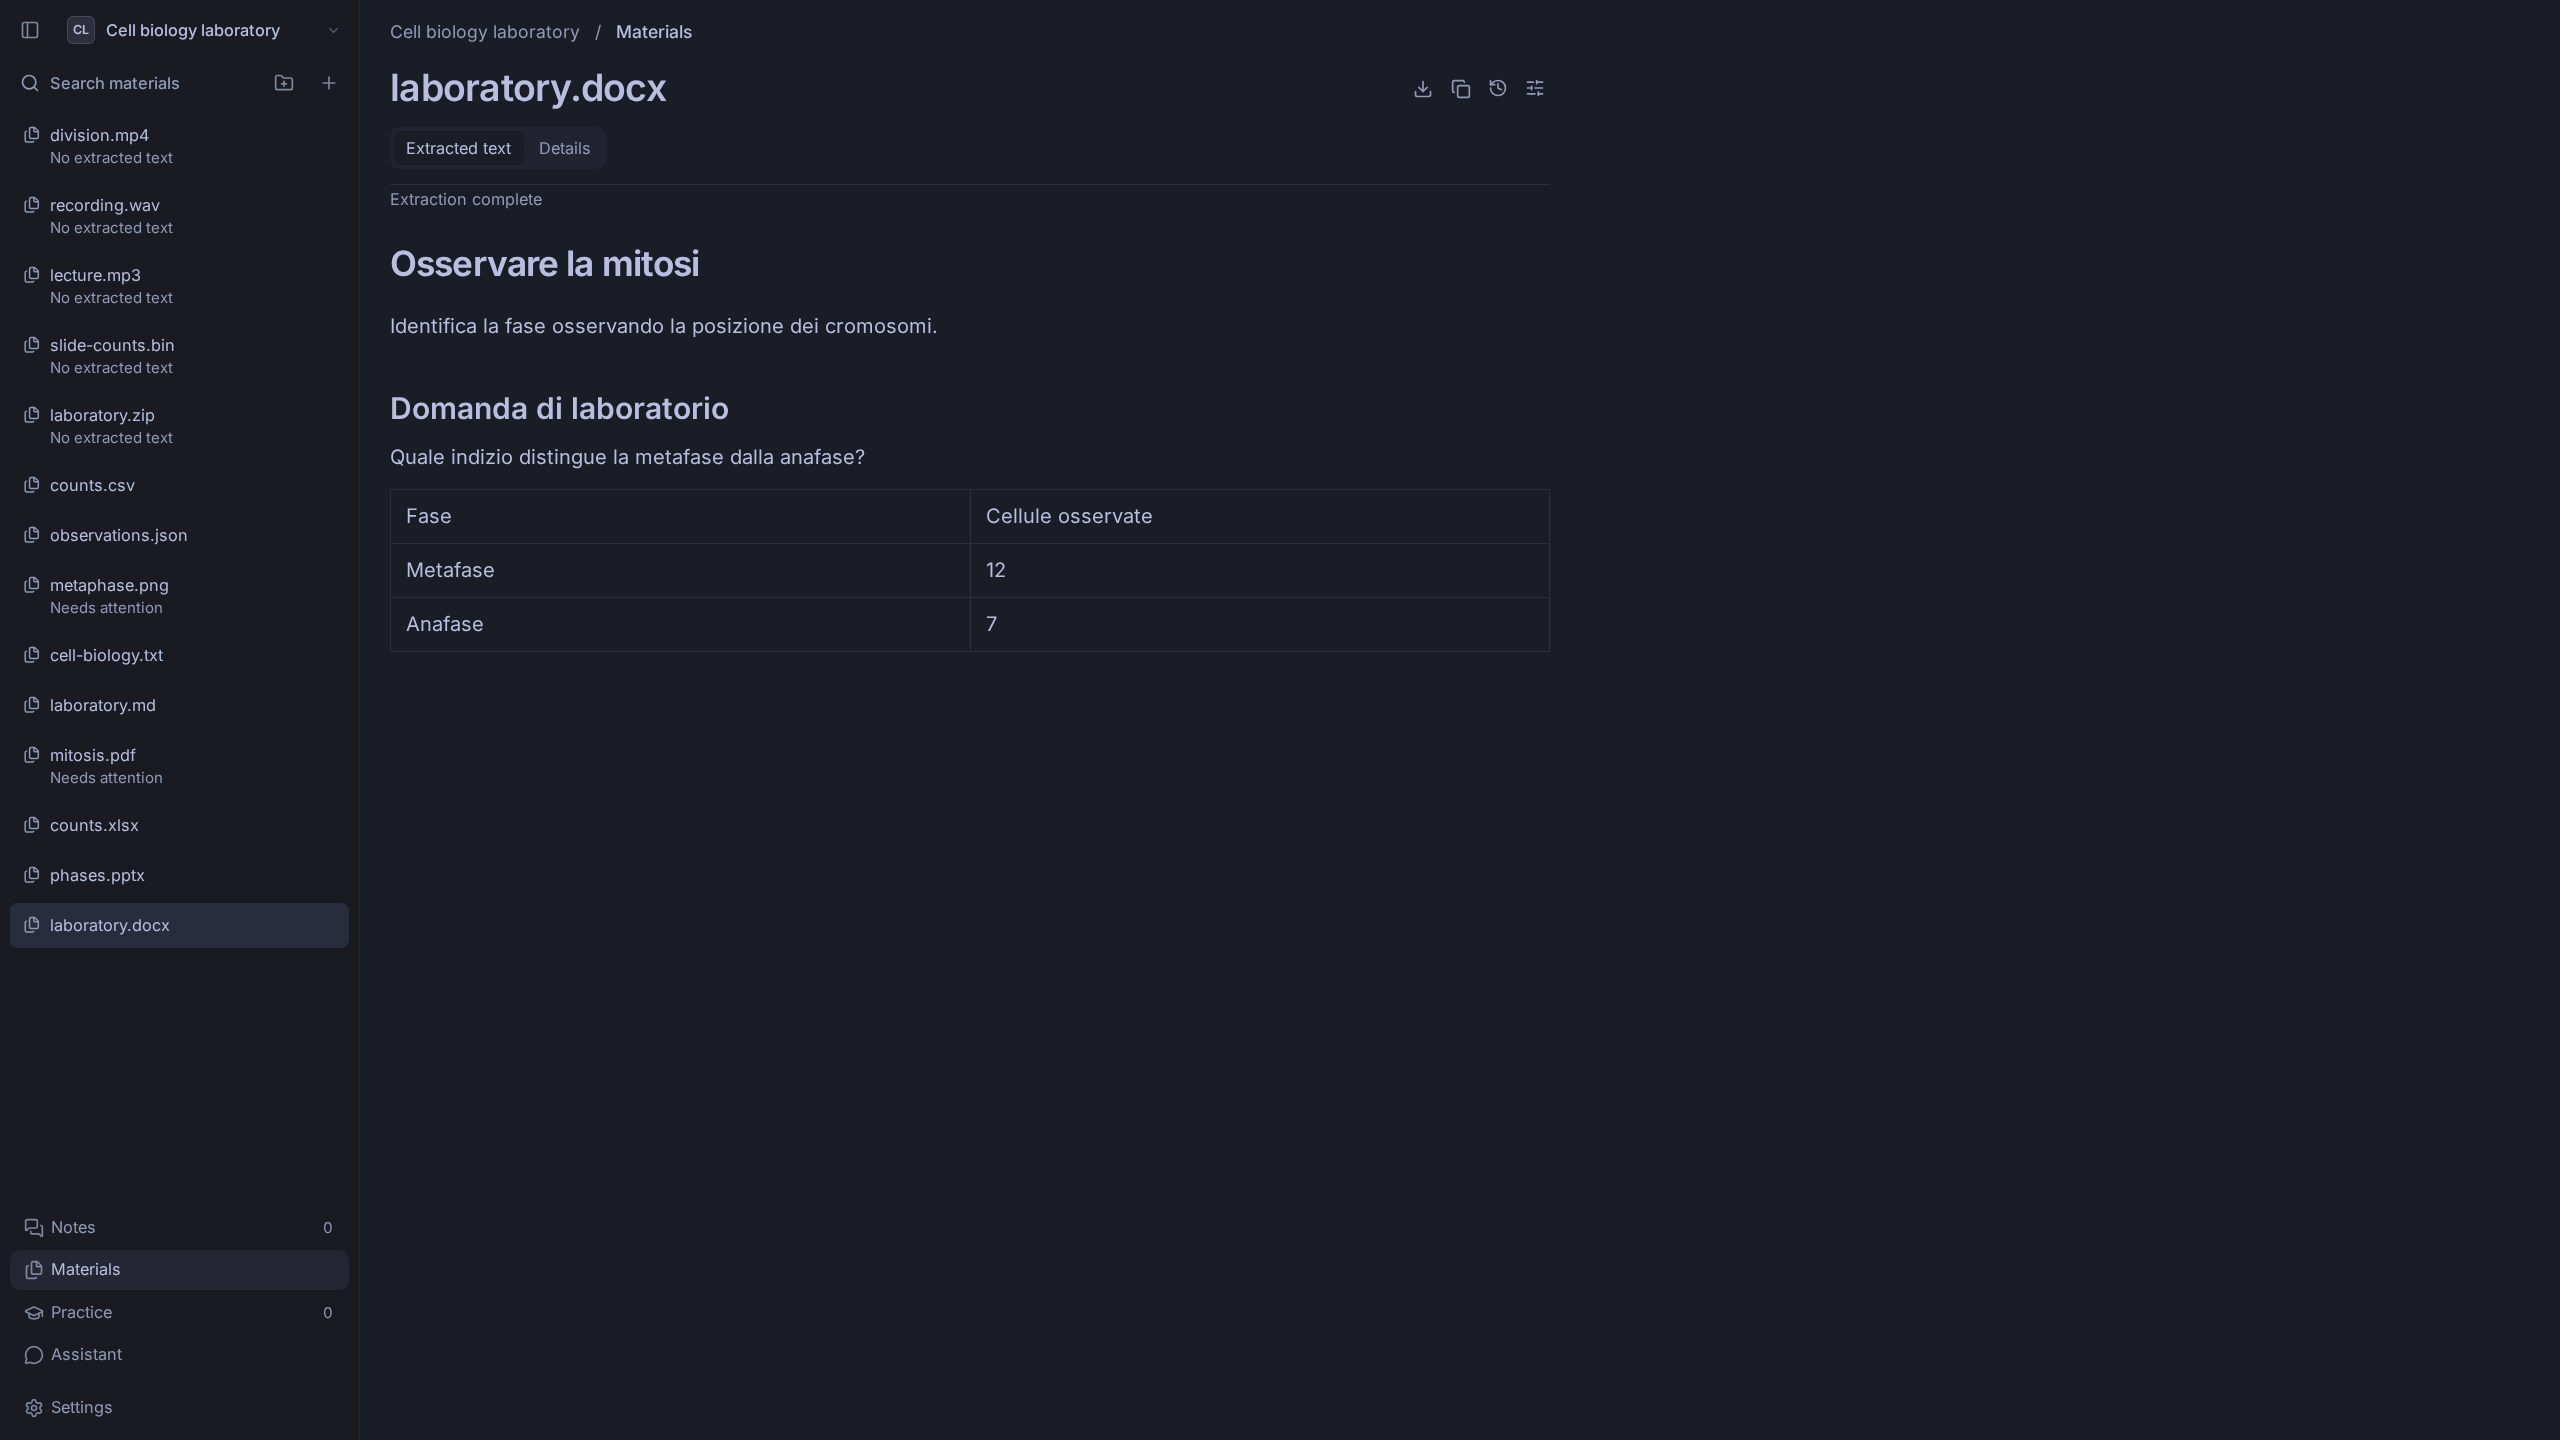 CL Cell biology laboratory
Search materials
division.mp4
No extracted text
recording.wav
No extracted text
lecture.mp3
No extracted text
slide-counts.bin
No extracted text
laboratory.zip
No extracted text
counts.csv
observations.json
metaphase.png
Needs attention
cell-biology.txt
laboratory.md
mitosis.pdf
Needs attention
counts.xlsx
phases.pptx
laboratory.docx
Notes 0
Materials
Practice 0
Assistant
Settings
Cell biology laboratory / Materials
laboratory.docx
Extracted text Details
Extraction complete
Osservare la mitosi
Identifica la fase osservando la posizione dei cromosomi.
Domanda di laboratorio
Quale indizio distingue la metafase dalla anafase?
Fase Cellule osservate
Metafase 12
Anafase 7